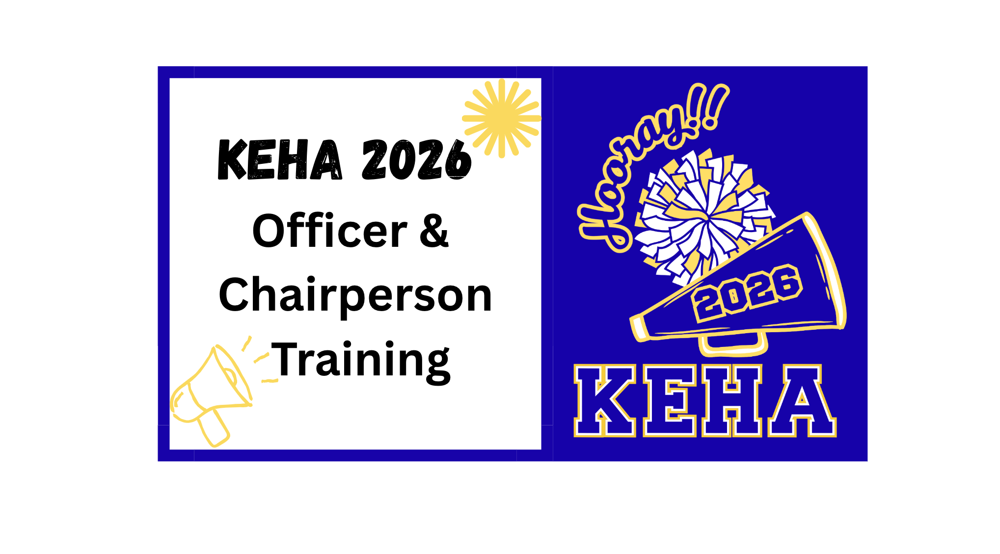 KEHA 2026
Officer &
Chairperson
Training
Hooray!!
2026
KEHA